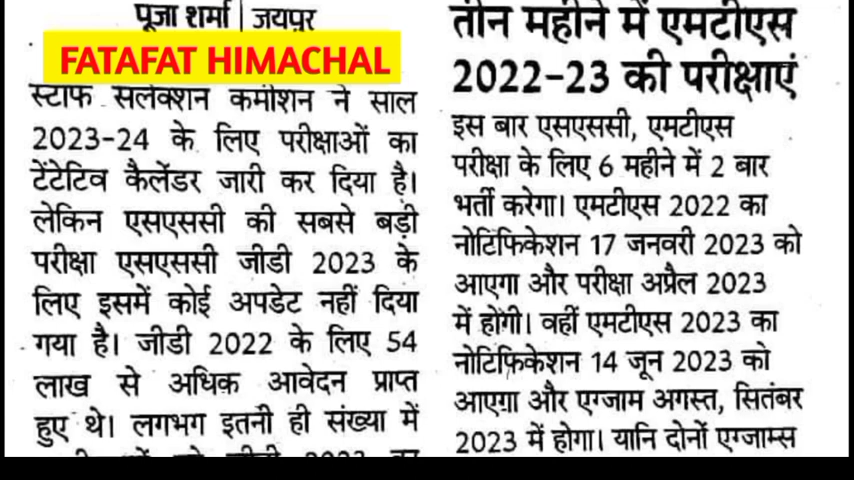 पूजा शर्मा | जयपुर
FATAFAT HIMACHAL
स्टाफ सलेक्शन कमीशन ने साल
2023-24 के लिए परीक्षाओं का
टेंटेटिव कैलेंडर जारी कर दिया है।
लेकिन एसएससी की सबसे बड़ी
परीक्षा एसएससी जीडी 2023 के
लिए इसमें कोई अपडेट नहीं दिया
गया है। जीडी 2022 के लिए 54
लाख से अधिक आवेदन प्राप्त
हुए थे। लगभग इतनी ही संख्या में
तीन महीने में एमटीएस
2022-23 की परीक्षाएं
इस बार एसएससी, एमटीएस
परीक्षा के लिए 6 महीने में 2 बार
भर्ती करेगा। एमटीएस 2022 का
नोटिफिकेशन 17 जनवरी 2023 को
आएगा और परीक्षा अप्रैल 2023
में होंगी। वहीं एमटीएस 2023 का
नोटिफिकेशन 14 जून 2023 को
आएगा और एग्जाम अगस्त, सितंबर
2023 में होगा। यानि दोनों एग्जाम्स